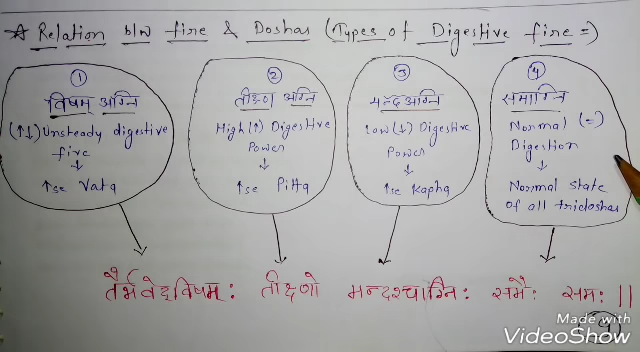 ☆ Relation b/w fire & Doshas (Types of Digestive fire =)
①
विषम् अग्नि
(↑↓) Unsteady digestive
fire
↓
↑se Vata
②
तीक्ष्ण अग्नि
High (↑) Digestive
Power
↓
↑se Pitta
③
मन्द अग्नि
Low (↓) Digestive
Power
↓
↑se Kapha
④
समाग्नि
Normal (=)
Digestion
↓
Normal state
of all tridoshas
तैर्भवेद्विषमः तीक्ष्णो मन्दश्चाग्निः समैः समः ||
Made with
VideoShow